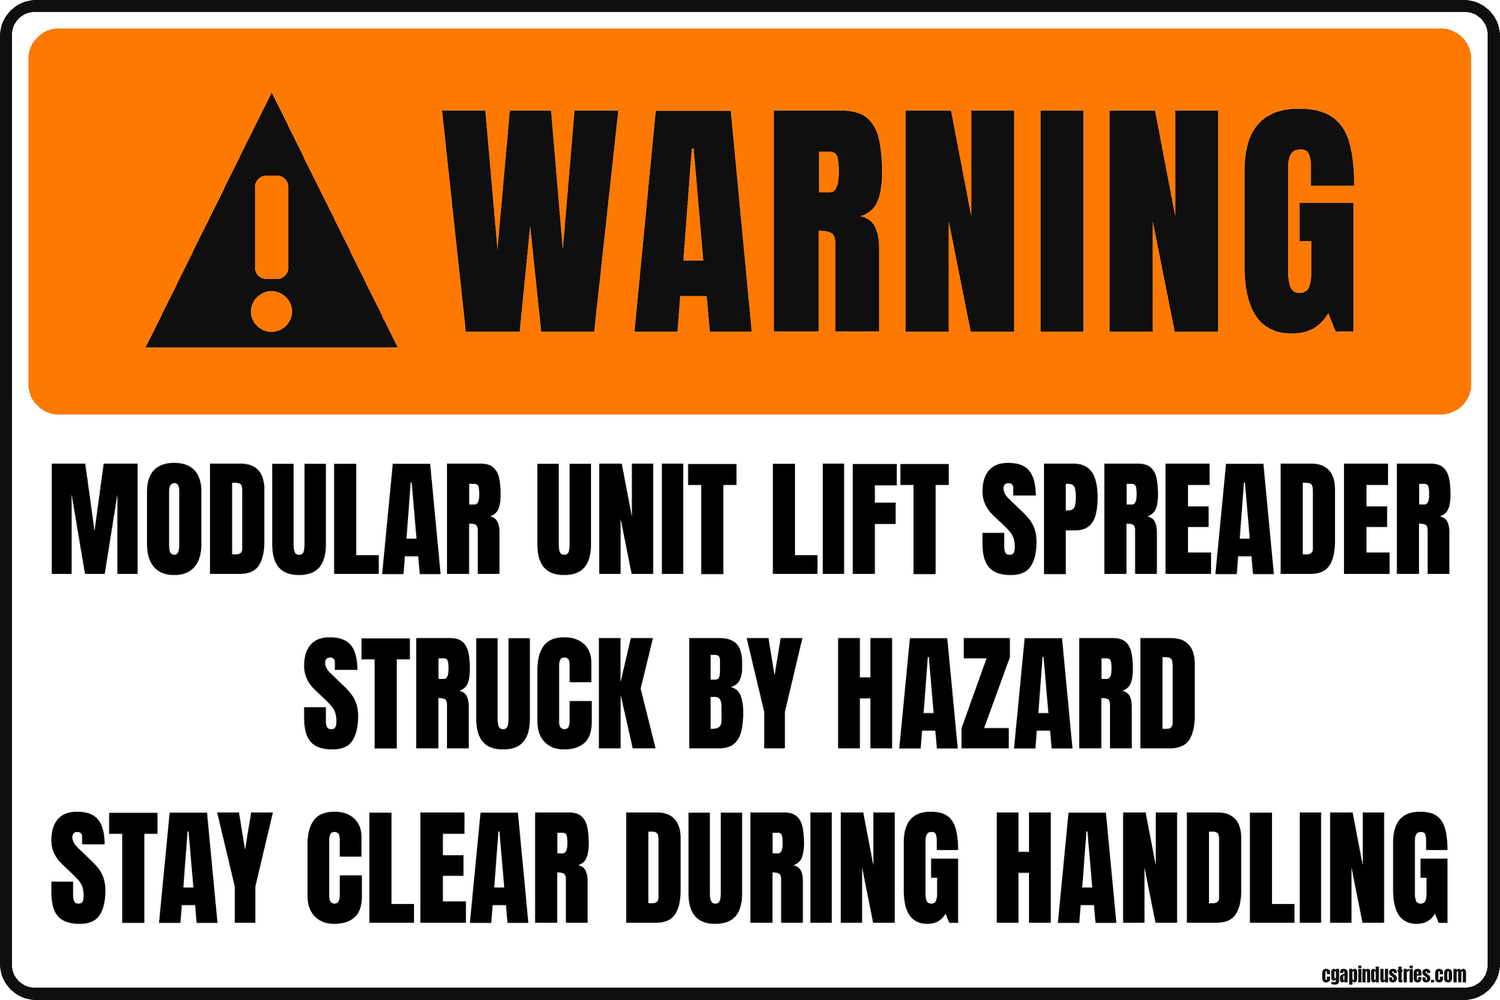 WARNING
MODULAR UNIT LIFT SPREADER
STRUCK BY HAZARD
STAY CLEAR DURING HANDLING
cgapindustries.com